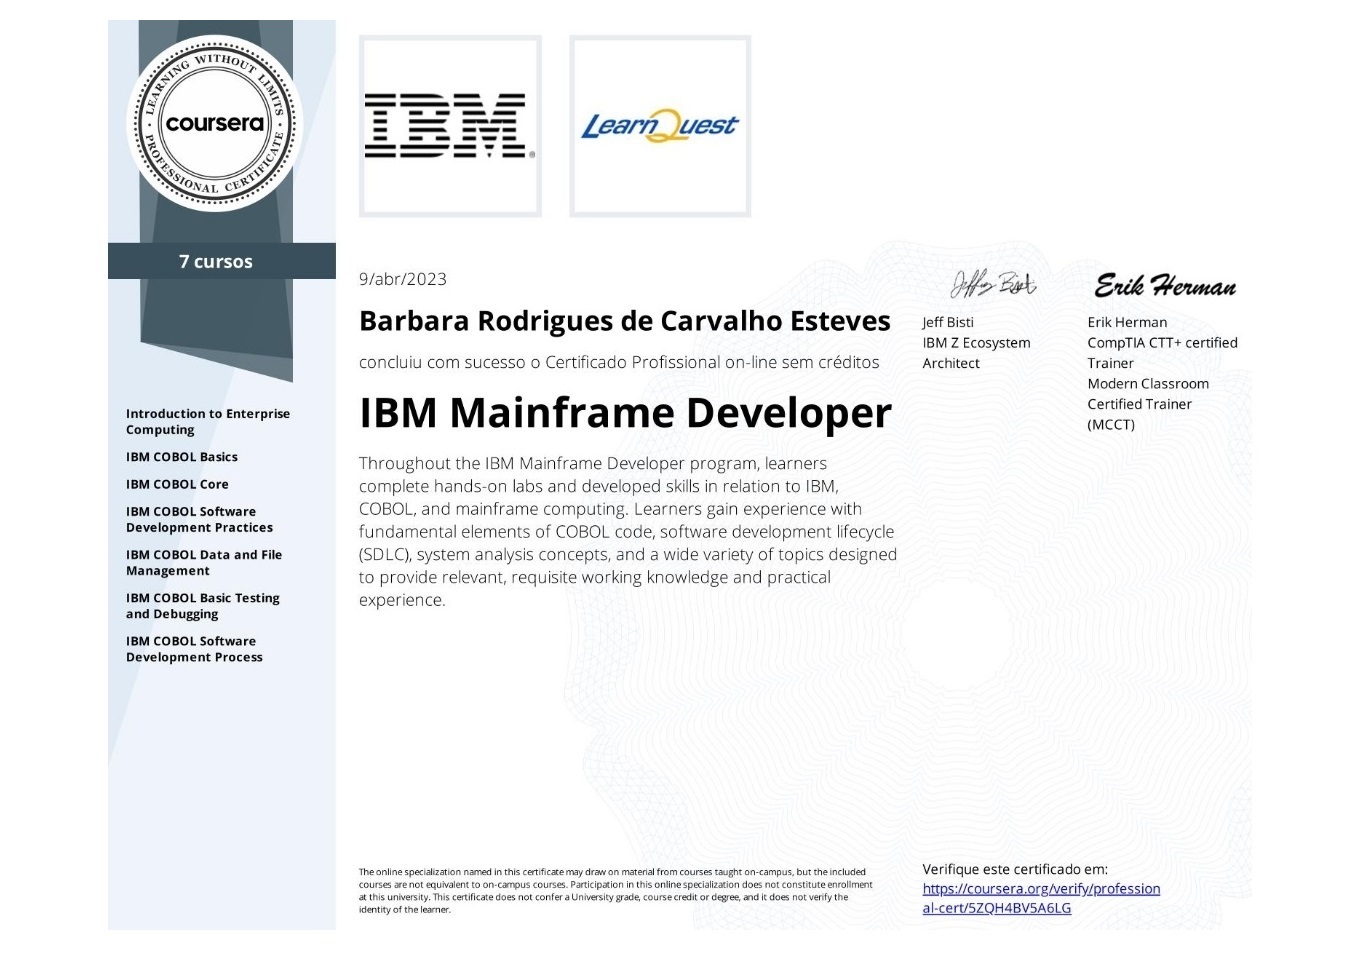 LEARNING WITHOUT LIMITS
coursera
PROFESSIONAL CERTIFICATE
IBM
LearnQuest
7 cursos
Introduction to Enterprise
Computing
IBM COBOL Basics
IBM COBOL Core
IBM COBOL Software
Development Practices
IBM COBOL Data and File
Management
IBM COBOL Basic Testing
and Debugging
IBM COBOL Software
Development Process
9/abr/2023
Barbara Rodrigues de Carvalho Esteves
concluiu com sucesso o Certificado Profissional on-line sem créditos
IBM Mainframe Developer
Throughout the IBM Mainframe Developer program, learners
complete hands-on labs and developed skills in relation to IBM,
COBOL, and mainframe computing. Learners gain experience with
fundamental elements of COBOL code, software development lifecycle
(SDLC), system analysis concepts, and a wide variety of topics designed
to provide relevant, requisite working knowledge and practical
experience.
Jeff Bisti
Jeff Bisti
IBM Z Ecosystem
Architect
Erik Herman
Erik Herman
CompTIA CTT+ certified
Trainer
Modern Classroom
Certified Trainer
(MCCT)
The online specialization named in this certificate may draw on material from courses taught on-campus, but the included
courses are not equivalent to on-campus courses. Participation in this online specialization does not constitute enrollment
at this university. This certificate does not confer a University grade, course credit or degree, and it does not verify the
identity of the learner.
Verifique este certificado em:
https://coursera.org/verify/profession
al-cert/5ZQH4BV5A6LG